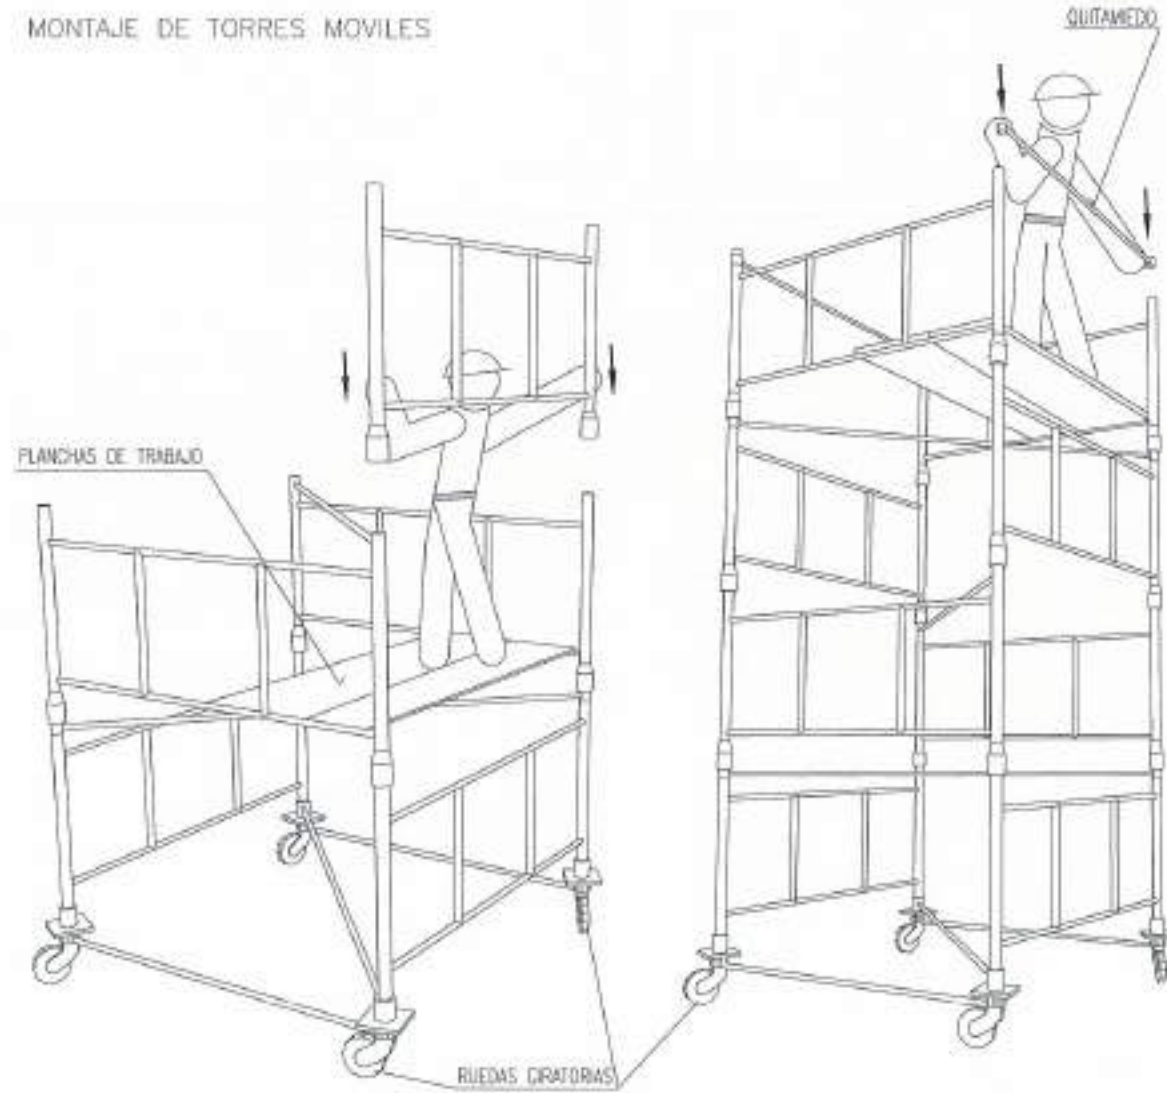 MONTAJE DE TORRES MOVILES
QUITAMIEDO
PLANCHAS DE TRABAJO
RUEDAS GIRATORIAS